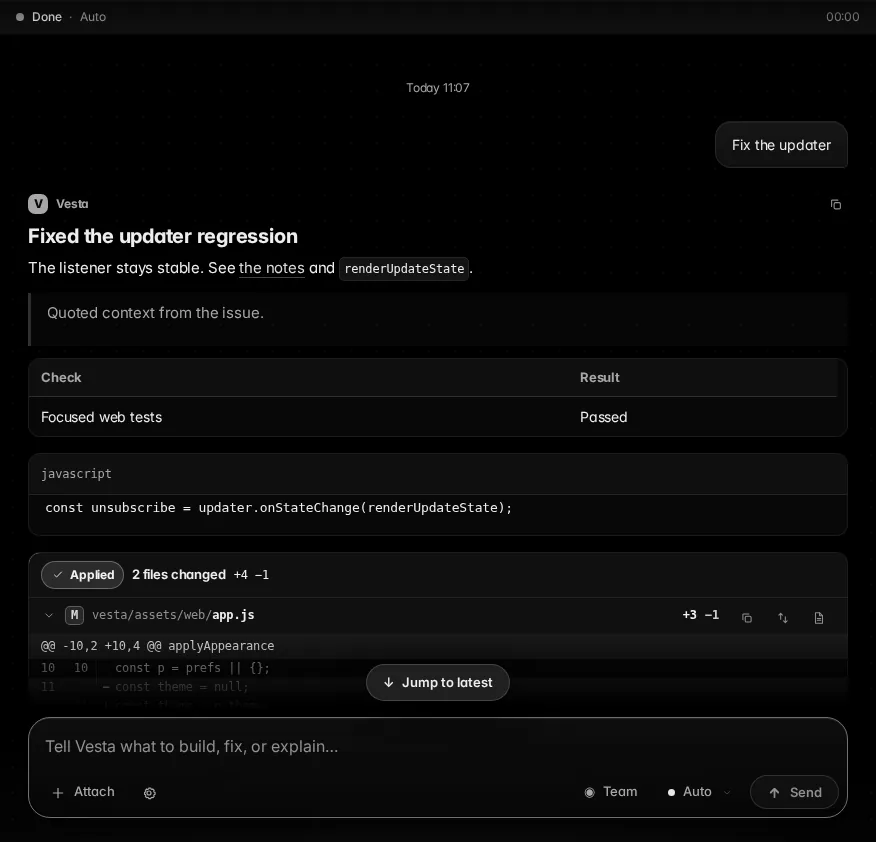 Done · Auto 00:00
Today 11:07
Fix the updater
V Vesta
Fixed the updater regression
The listener stays stable. See the notes and renderUpdateState.
Quoted context from the issue.
Check Result
Focused web tests Passed
javascript
const unsubscribe = updater.onStateChange(renderUpdateState);
Applied 2 files changed +4 −1
M vesta/assets/web/app.js +3 −1
@@ -10,2 +10,4 @@ applyAppearance
10 10 const p = prefs || {};
11 − const theme = null;
Jump to latest
Tell Vesta what to build, fix, or explain…
Attach Team Auto Send